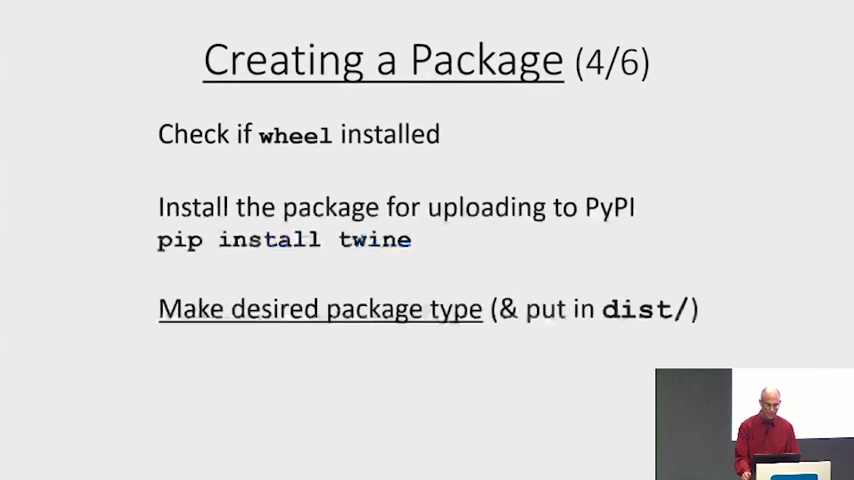 Creating a Package (4/6)
Check if wheel installed
Install the package for uploading to PyPI
pip install twine
Make desired package type (& put in dist/)